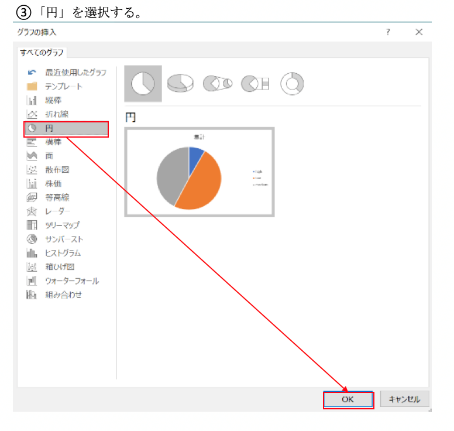 ③「円」を選択する。
グラフの挿入 ? ×
すべてのグラフ
最近使用したグラフ
テンプレート
縦棒
折れ線
円
横棒
面
散布図
株価
等高線
レーダー
ツリーマップ
サンバースト
ヒストグラム
箱ひげ図
ウォーターフォール
組み合わせ
円
集計
OK キャンセル